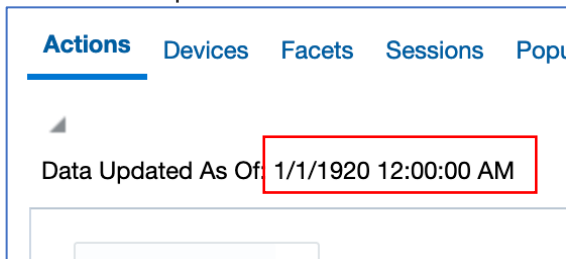 Actions Devices Facets Sessions Popu
Data Updated As Of: 1/1/1920 12:00:00 AM